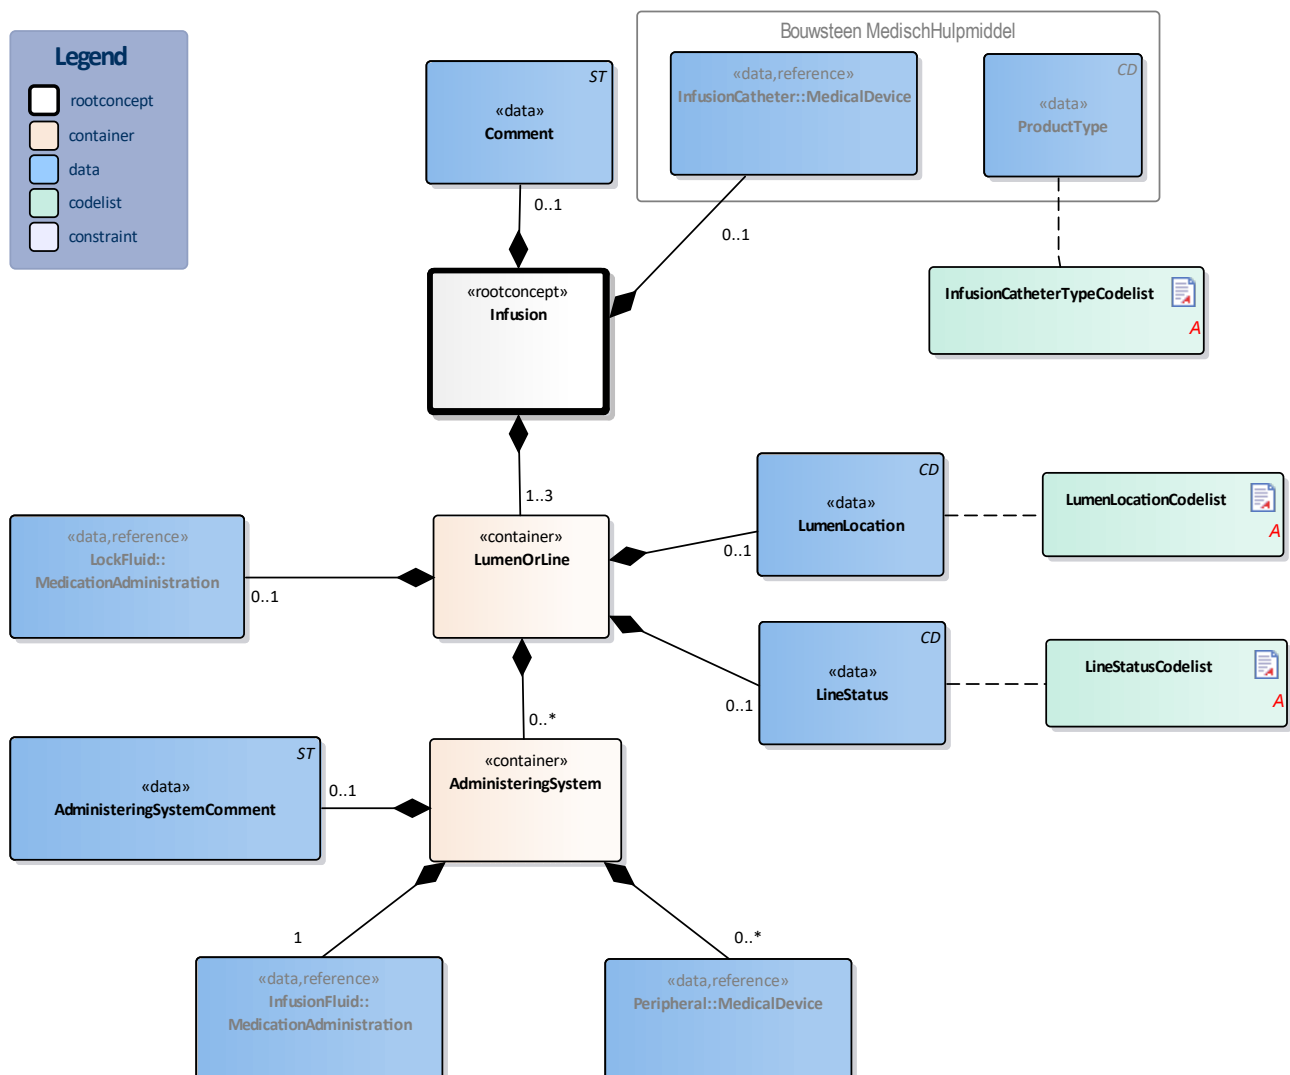 Legend
rootconcept
container
data
codelist
constraint
Bouwsteen MedischHulpmiddel
ST
«data»
Comment
«data,reference»
InfusionCatheter::MedicalDevice
CD
«data»
ProductType
0..1
0..1
«rootconcept»
Infusion
InfusionCatheterTypeCodelist
A
1..3
CD
«data»
LumenLocation
0..1
LumenLocationCodelist
A
«data,reference»
LockFluid::
MedicationAdministration
0..1
«container»
LumenOrLine
CD
«data»
LineStatus
0..1
LineStatusCodelist
A
0..*
ST
«data»
AdministeringSystemComment
0..1
«container»
AdministeringSystem
1
0..*
«data,reference»
InfusionFluid::
MedicationAdministration
«data,reference»
Peripheral::MedicalDevice